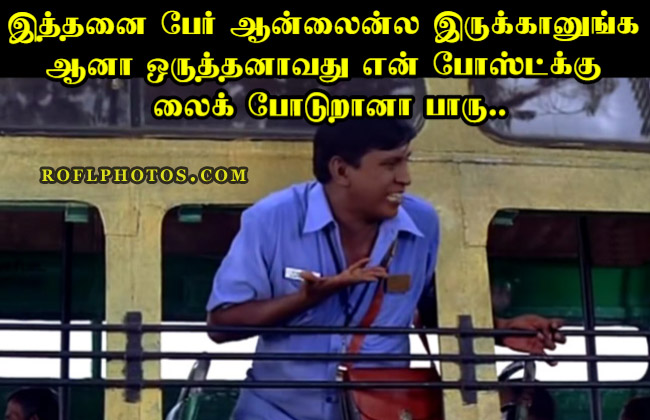 இத்தனை பேர் ஆன்லைன்ல இருக்கானுங்க
ஆனா ஒருத்தனாவது என் போஸ்ட்க்கு
லைக் போடுறானா பாரு..
ROFLPHOTOS.COM